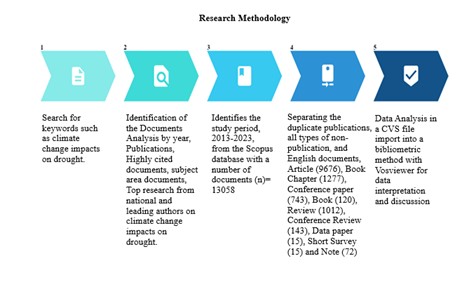 Research Methodology
1
2
3
4
5
Search for
keywords such
as climate
change impacts
on drought.
Identification of
the Documents
Analysis by year,
Publications,
Highly cited
documents, subject
area documents,
Top research from
national and
leading authors on
climate change
impacts on
drought.
Identifies the
study period,
2013-2023,
from the Scopus
database with a
number of
documents (n)=
13058
Separating the
duplicate publications,
all types of non-
publication, and
English documents,
Article (9676), Book
Chapter (1277),
Conference paper
(743), Book (120),
Review (1012),
Conference Review
(143), Data paper
(15), Short Survey
(15) and Note (72)
Data Analysis in
a CVS file
import into a
bibliometric
method with
Vosviewer for
data
interpretation
and discussion